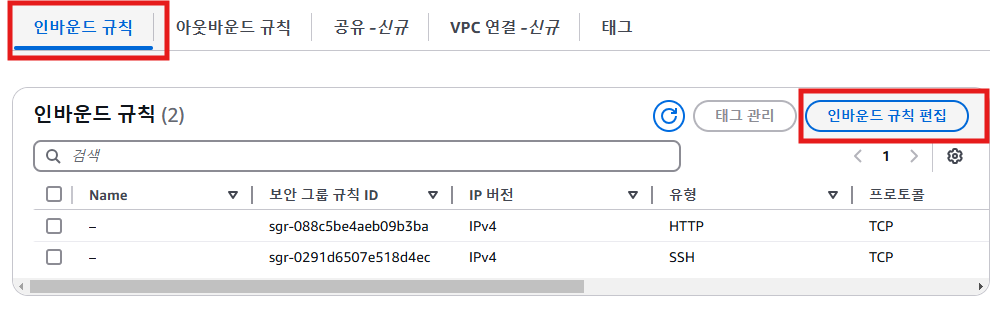 인바운드 규칙 아웃바운드 규칙 공유 -신규 VPC 연결 -신규 태그
인바운드 규칙 (2) 태그 관리 인바운드 규칙 편집
검색 1
Name 보안 그룹 규칙 ID IP 버전 유형 프로토콜
– sgr-088c5be4aeb09b3ba IPv4 HTTP TCP
– sgr-0291d6507e518d4ec IPv4 SSH TCP